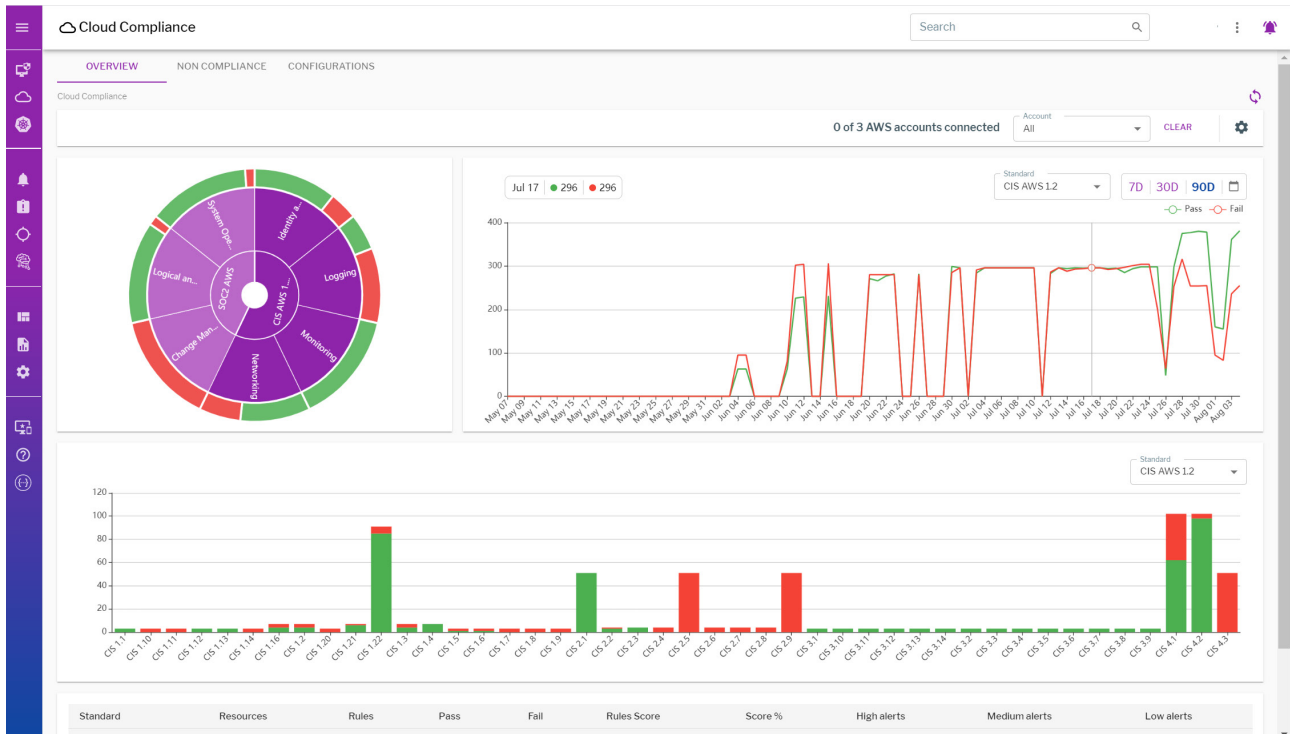 Cloud Compliance
Search
OVERVIEW NON COMPLIANCE CONFIGURATIONS
Cloud Compliance
0 of 3 AWS accounts connected
Account
All
CLEAR
System Ope...
Identity a...
Logical an...
Logging
SOC2 AWS
CIS AWS 1....
Change Man...
Monitoring
Networking
Jul 17 296 296
Standard
CIS AWS 1.2
7D 30D 90D
Pass Fail
400
300
200
100
0
May 07 May 09 May 11 May 13 May 15 May 17 May 19 May 21 May 23 May 25 May 27 May 29 May 31 Jun 02 Jun 04 Jun 06 Jun 08 Jun 10 Jun 12 Jun 14 Jun 16 Jun 18 Jun 20 Jun 22 Jun 24 Jun 26 Jun 28 Jun 30 Jul 02 Jul 04 Jul 06 Jul 08 Jul 10 Jul 12 Jul 14 Jul 16 Jul 18 Jul 20 Jul 22 Jul 24 Jul 26 Jul 28 Jul 30 Aug 01 Aug 03
Standard
CIS AWS 1.2
120
100
80
60
40
20
0
CIS 1.1 CIS 1.10 CIS 1.11 CIS 1.12 CIS 1.13 CIS 1.14 CIS 1.16 CIS 1.2 CIS 1.20 CIS 1.21 CIS 1.22 CIS 1.3 CIS 1.4 CIS 1.5 CIS 1.6 CIS 1.7 CIS 1.8 CIS 1.9 CIS 2.1 CIS 2.2 CIS 2.3 CIS 2.4 CIS 2.5 CIS 2.6 CIS 2.7 CIS 2.8 CIS 2.9 CIS 3.1 CIS 3.10 CIS 3.11 CIS 3.12 CIS 3.13 CIS 3.14 CIS 3.2 CIS 3.3 CIS 3.4 CIS 3.5 CIS 3.6 CIS 3.7 CIS 3.8 CIS 3.9 CIS 4.1 CIS 4.2 CIS 4.3
Standard Resources Rules Pass Fail Rules Score Score % High alerts Medium alerts Low alerts